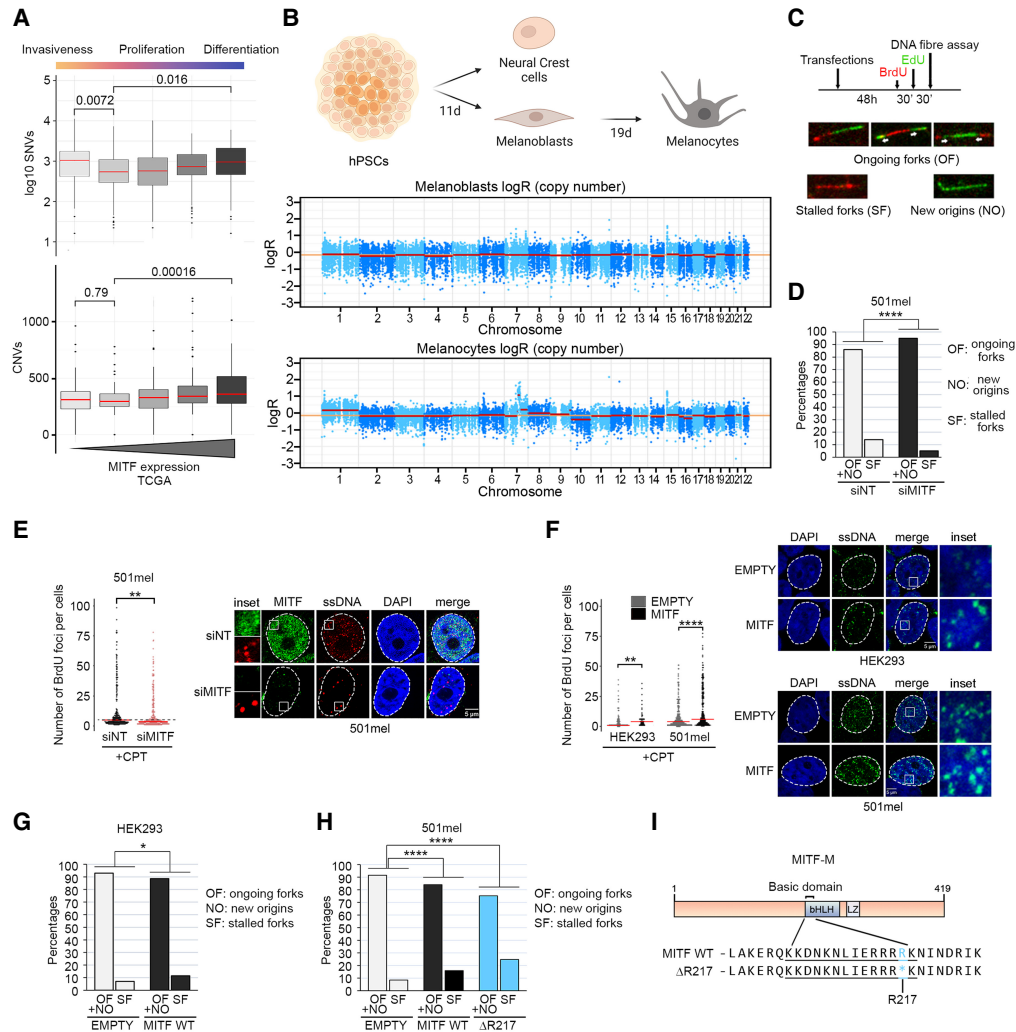 A
Invasiveness Proliferation Differentiation
0.016
0.0072
log10 SNVs
5
4
3
2
1
0.00016
0.79
CNVs
1000
500
0
MITF expression
TCGA
B
hPSCs
11d
Neural Crest
cells
Melanoblasts
19d
Melanocytes
Melanoblasts logR (copy number)
logR
3
2
1
0
-1
-2
-3
1 2 3 4 5 6 7 8 9 10 11 12 13 14 15 16 17 18 19 20 21 22
Chromosome
Melanocytes logR (copy number)
logR
3
2
1
0
-1
-2
-3
1 2 3 4 5 6 7 8 9 10 11 12 13 14 15 16 17 18 19 20 21 22
Chromosome
C
DNA fibre assay
EdU
Transfections
BrdU
48h 30' 30'
Ongoing forks (OF)
Stalled forks (SF) New origins (NO)
D
501mel
****
Percentages
100
90
80
70
60
50
40
30
20
10
0
OF SF OF SF
+NO +NO
siNT siMITF
OF: ongoing
forks
NO: new
origins
SF: stalled
forks
E
501mel
**
Number of BrdU foci per cells
100
75
50
25
0
siNT siMITF
+CPT
inset MITF ssDNA DAPI merge
siNT
siMITF
5 µm
501mel
F
EMPTY
MITF
****
**
Number of BrdU foci per cells
100
75
50
25
0
HEK293 501mel
+CPT
DAPI ssDNA merge inset
EMPTY
MITF
5 µm
HEK293
DAPI ssDNA merge inset
EMPTY
MITF
5 µm
501mel
G
HEK293
*
Percentages
100
90
80
70
60
50
40
30
20
10
0
OF SF OF SF
+NO +NO
EMPTY MITF WT
OF: ongoing forks
NO: new origins
SF: stalled forks
H
501mel
****
****
Percentages
100
90
80
70
60
50
40
30
20
10
0
OF SF OF SF OF SF
+NO +NO +NO
EMPTY MITF WT ΔR217
OF: ongoing forks
NO: new origins
SF: stalled forks
I
MITF-M
1 419
Basic domain
bHLH LZ
MITF WT -LAKERQKKDNKNLIERRRRKNINDRIK
ΔR217 -LAKERQKKDNKNLIERRR*KNINDRIK
R217